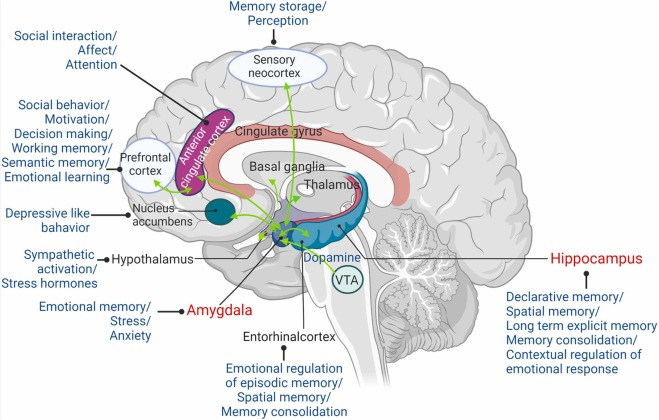 Memory storage/
Perception
Social interaction/
Affect/
Attention
Sensory
neocortex
Social behavior/
Motivation/
Decision making/
Working memory/
Semantic memory/
Emotional learning
Prefrontal
cortex
Anterior
cingulate cortex
Cingulate gyrus
Basal ganglia
Thalamus
Depressive like
bahavior
Nucleus
accumbens
Sympathetic
activation/
Stress hormones
Hypothalamus
Dopamine
VTA
Hippocampus
Declarative memory/
Spatial memory/
Long term explicit memory
Memory consolidation/
Contextual regulation of
emotional response
Emotional memory/
Stress/
Anxiety
Amygdala
Entorhinalcortex
Emotional regulation
of episodic memory/
Spatial memory/
Memory consolidation